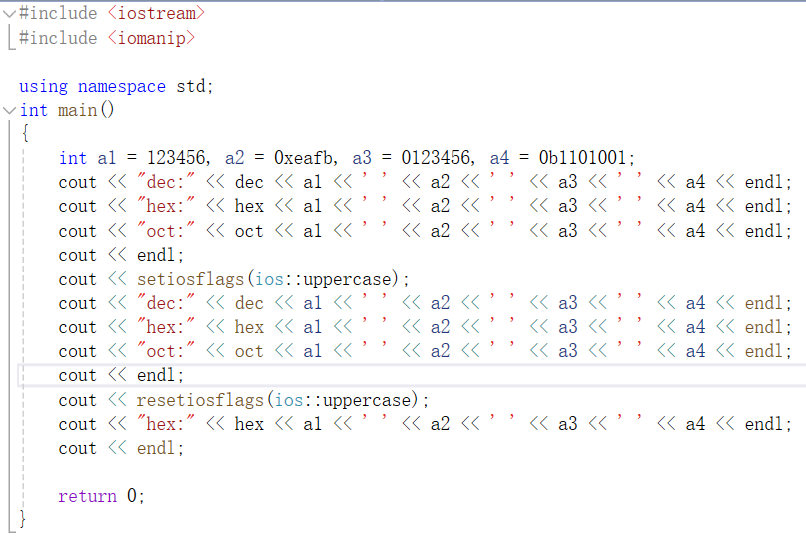 #include <iostream>
#include <iomanip>
using namespace std;
int main()
{
int a1 = 123456, a2 = 0xeafb, a3 = 0123456, a4 = 0b1101001;
cout << "dec:" << dec << a1 << ' ' << a2 << ' ' << a3 << ' ' << a4 << endl;
cout << "hex:" << hex << a1 << ' ' << a2 << ' ' << a3 << ' ' << a4 << endl;
cout << "oct:" << oct << a1 << ' ' << a2 << ' ' << a3 << ' ' << a4 << endl;
cout << endl;
cout << setiosflags(ios::uppercase);
cout << "dec:" << dec << a1 << ' ' << a2 << ' ' << a3 << ' ' << a4 << endl;
cout << "hex:" << hex << a1 << ' ' << a2 << ' ' << a3 << ' ' << a4 << endl;
cout << "oct:" << oct << a1 << ' ' << a2 << ' ' << a3 << ' ' << a4 << endl;
cout << endl;
cout << resetiosflags(ios::uppercase);
cout << "hex:" << hex << a1 << ' ' << a2 << ' ' << a3 << ' ' << a4 << endl;
cout << endl;
return 0;
}